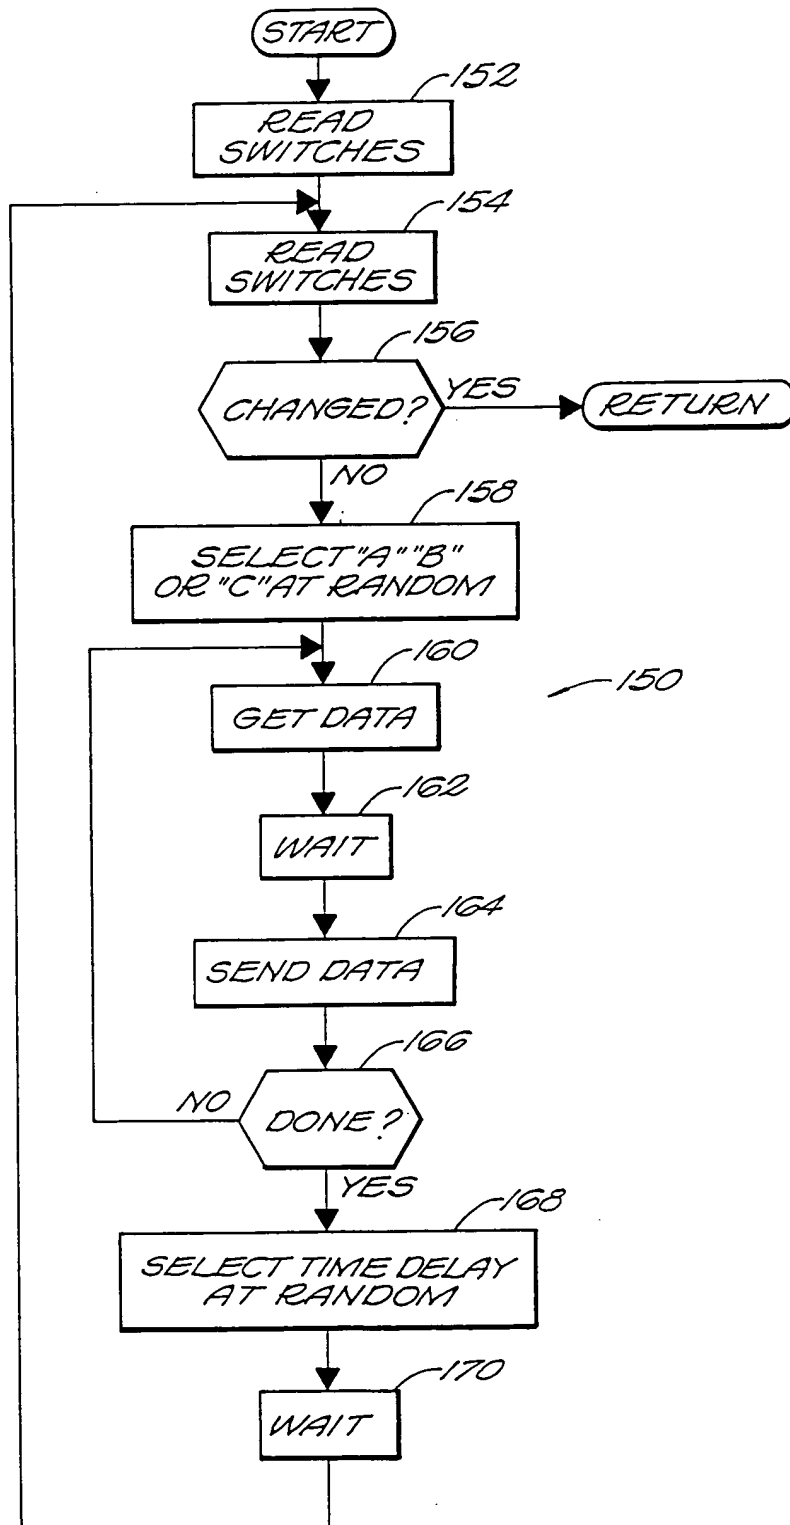 START
152
READ
SWITCHES
154
READ
SWITCHES
156
CHANGED?
YES
RETURN
NO
158
SELECT "A" "B"
OR "C" AT RANDOM
160
GET DATA
150
162
WAIT
164
SEND DATA
166
NO
DONE?
YES
168
SELECT TIME DELAY
AT RANDOM
170
WAIT